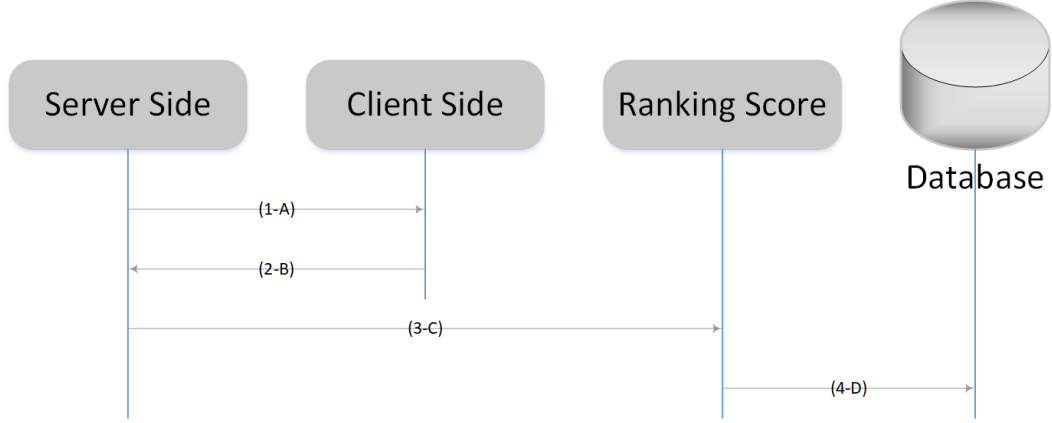 Server Side
Client Side
Ranking Score
Database
(1-A)
(2-B)
(3-C)
(4-D)